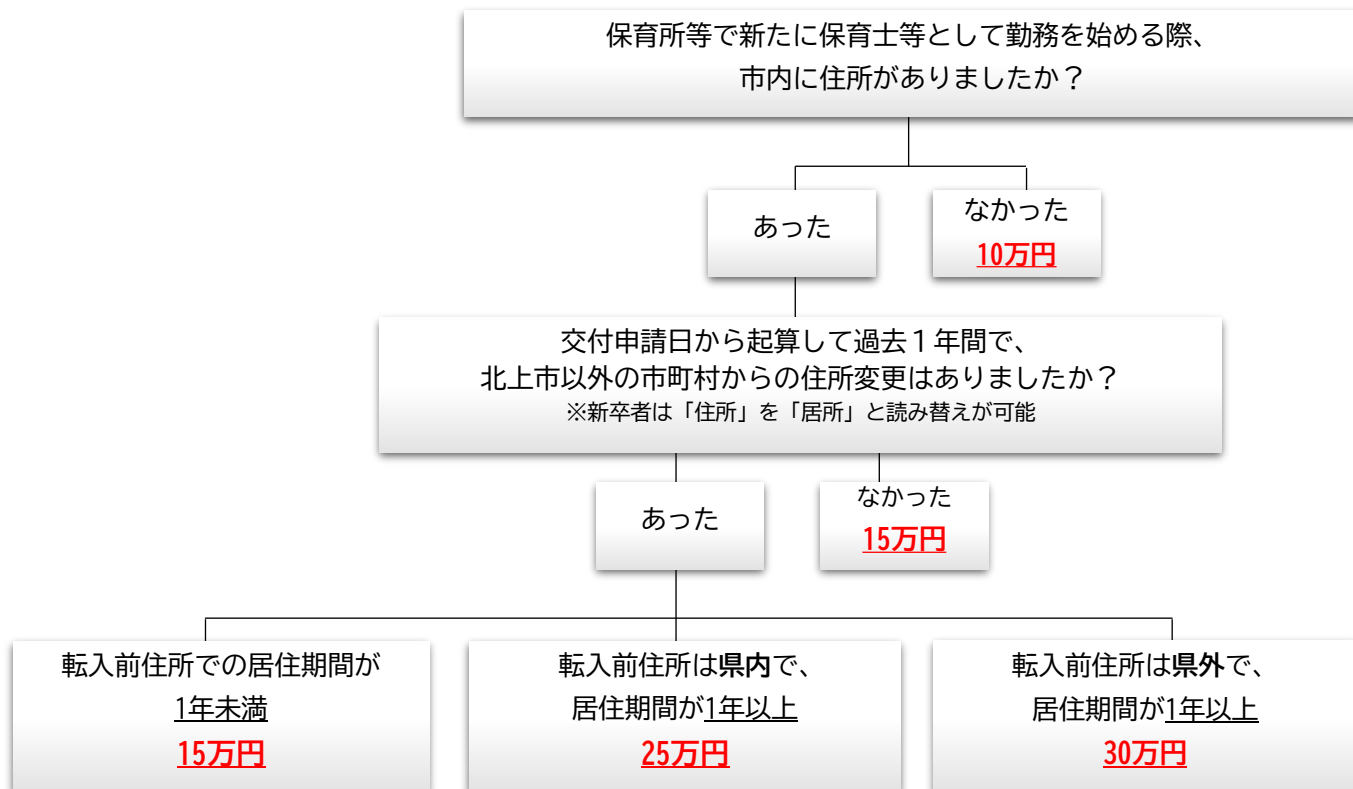 保育所等で新たに保育士等として勤務を始める際、
市内に住所がありましたか？
あった
なかった
10万円
交付申請日から起算して過去１年間で、
北上市以外の市町村からの住所変更はありましたか？
※新卒者は「住所」を「居所」と読み替えが可能
あった
なかった
15万円
転入前住所での居住期間が
1年未満
15万円
転入前住所は県内で、
居住期間が1年以上
25万円
転入前住所は県外で、
居住期間が1年以上
30万円